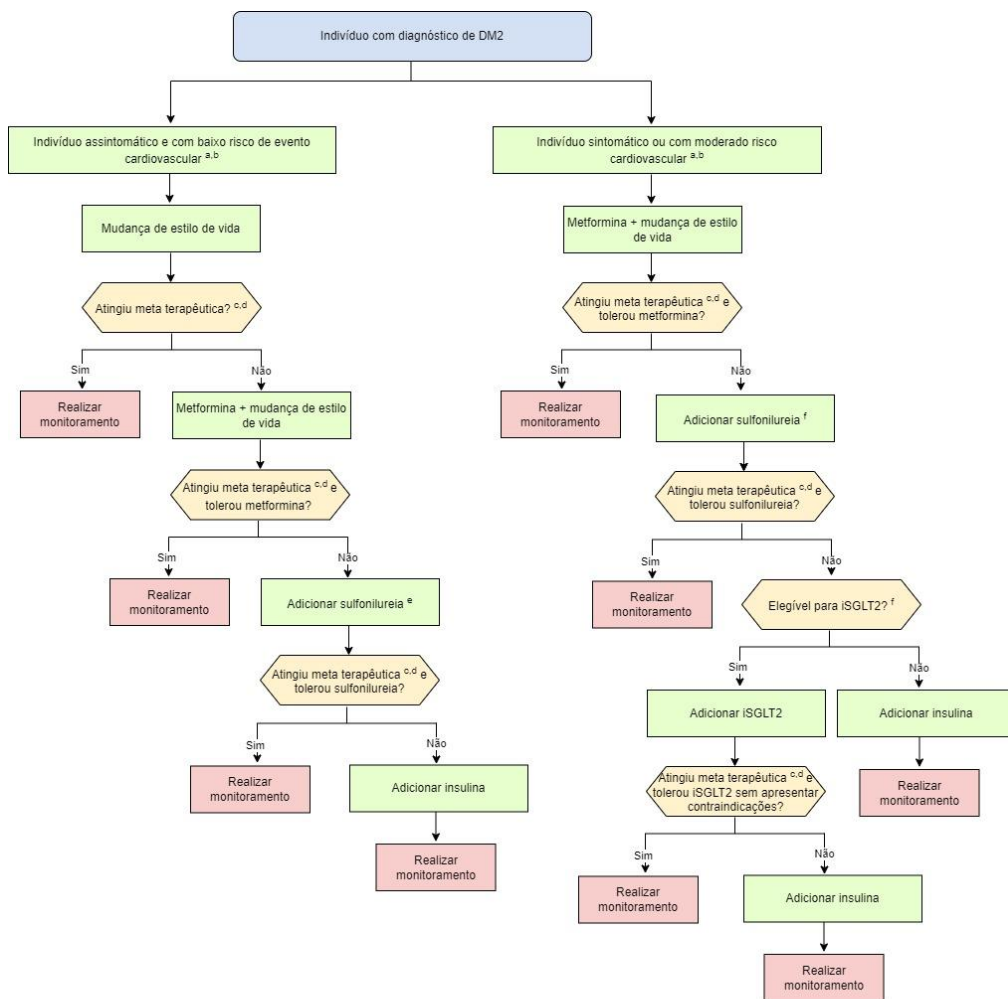 Indivíduo com diagnóstico de DM2
Indivíduo assintomático e com baixo risco de evento
cardiovascular a,b
Mudança de estilo de vida
Atingiu meta terapêutica? c,d
Sim
Não
Realizar
monitoramento
Metformina + mudança de estilo
de vida
Atingiu meta terapêutica c,d e
tolerou metformina?
Sim
Não
Realizar
monitoramento
Adicionar sulfonilureia e
Atingiu meta terapêutica c,d e
tolerou sulfonilureia?
Sim
Não
Realizar
monitoramento
Adicionar insulina
Realizar
monitoramento
Indivíduo sintomático ou com moderado risco
cardiovascular a,b
Metformina + mudança de estilo
de vida
Atingiu meta terapêutica c,d e
tolerou metformina?
Sim
Não
Realizar
monitoramento
Adicionar sulfonilureia f
Atingiu meta terapêutica c,d e
tolerou sulfonilureia?
Sim
Não
Realizar
monitoramento
Elegível para iSGLT2? f
Sim
Não
Adicionar iSGLT2
Adicionar insulina
Realizar
monitoramento
Atingiu meta terapêutica c,d e
tolerou iSGLT2 sem apresentar
contraindicações?
Sim
Não
Realizar
monitoramento
Adicionar insulina
Realizar
monitoramento